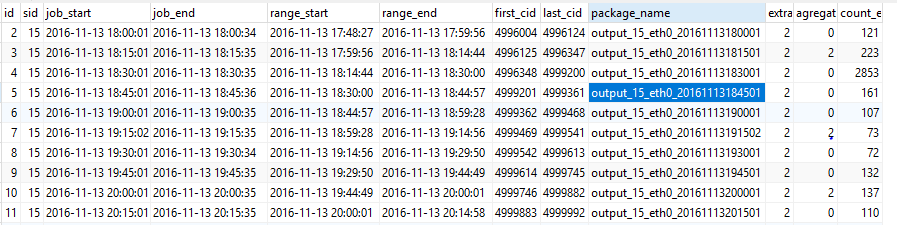 id sid job_start job_end range_start range_end first_cid last_cid package_name extra agregat count_e
2 15 2016-11-13 18:00:01 2016-11-13 18:00:34 2016-11-13 17:48:27 2016-11-13 17:59:56 4996004 4996124 output_15_eth0_20161113180001 2 0 121
3 15 2016-11-13 18:15:01 2016-11-13 18:15:35 2016-11-13 17:59:56 2016-11-13 18:14:44 4996125 4996347 output_15_eth0_20161113181501 2 2 223
4 15 2016-11-13 18:30:01 2016-11-13 18:30:35 2016-11-13 18:14:44 2016-11-13 18:30:00 4996348 4999200 output_15_eth0_20161113183001 2 0 2853
5 15 2016-11-13 18:45:01 2016-11-13 18:45:36 2016-11-13 18:30:00 2016-11-13 18:44:57 4999201 4999361 output_15_eth0_20161113184501 2 0 161
6 15 2016-11-13 19:00:01 2016-11-13 19:00:35 2016-11-13 18:44:57 2016-11-13 18:59:28 4999362 4999468 output_15_eth0_20161113190001 2 0 107
7 15 2016-11-13 19:15:02 2016-11-13 19:15:35 2016-11-13 18:59:28 2016-11-13 19:14:56 4999469 4999541 output_15_eth0_20161113191502 2 2 73
8 15 2016-11-13 19:30:01 2016-11-13 19:30:34 2016-11-13 19:14:56 2016-11-13 19:29:50 4999542 4999613 output_15_eth0_20161113193001 2 0 72
9 15 2016-11-13 19:45:01 2016-11-13 19:45:35 2016-11-13 19:29:50 2016-11-13 19:44:49 4999614 4999745 output_15_eth0_20161113194501 2 0 132
10 15 2016-11-13 20:00:01 2016-11-13 20:00:35 2016-11-13 19:44:49 2016-11-13 20:00:01 4999746 4999882 output_15_eth0_20161113200001 2 2 137
11 15 2016-11-13 20:15:01 2016-11-13 20:15:35 2016-11-13 20:00:01 2016-11-13 20:14:58 4999883 4999992 output_15_eth0_20161113201501 2 0 110